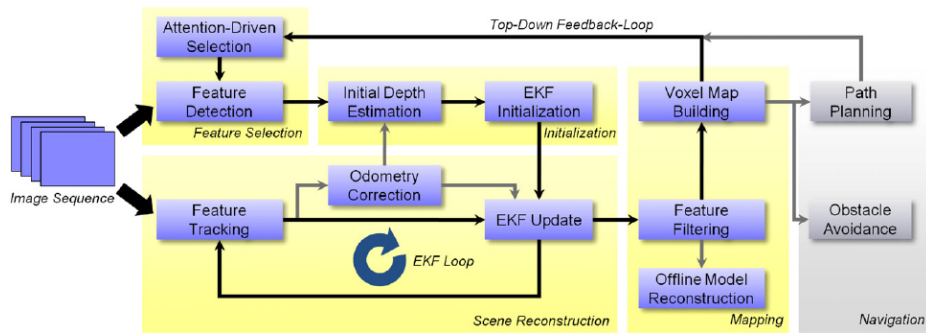 Top-Down Feedback-Loop
Attention-Driven
Selection
Feature
Detection
Feature Selection
Initial Depth
Estimation
EKF
Initialization
Initialization
Voxel Map
Building
Path
Planning
Image Sequence
Odometry
Correction
Feature
Tracking
EKF Update
EKF Loop
Scene Reconstruction
Feature
Filtering
Offline Model
Reconstruction
Mapping
Obstacle
Avoidance
Navigation